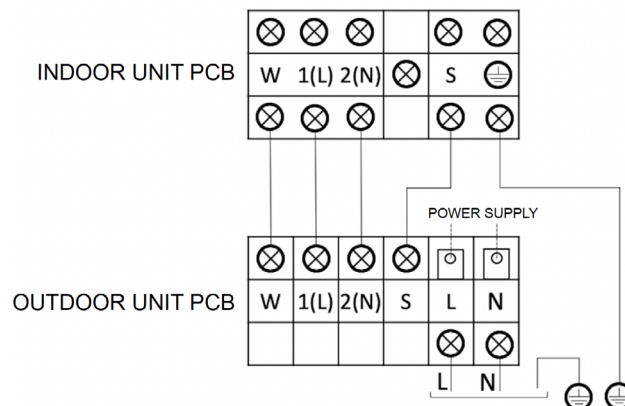 INDOOR UNIT PCB W 1(L) 2(N) S
POWER SUPPLY
OUTDOOR UNIT PCB W 1(L) 2(N) S L N
L N